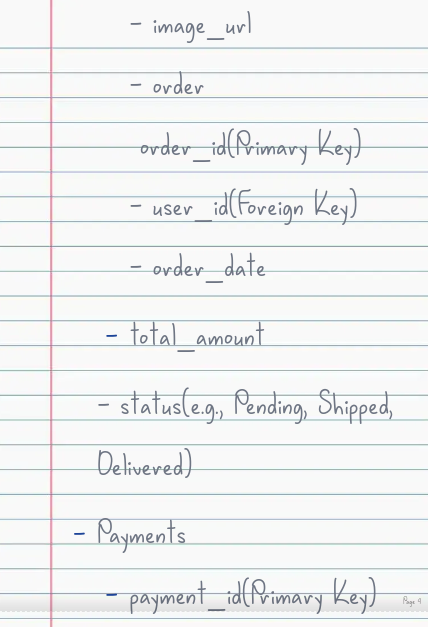 - image_url
- order
order_id(Primary Key)
- user_id(Foreign Key)
- order_date
- total_amount
- status(e.g., Pending, Shipped,
Delivered)
- Payments
- payment_id(Primary Key)
Page 4